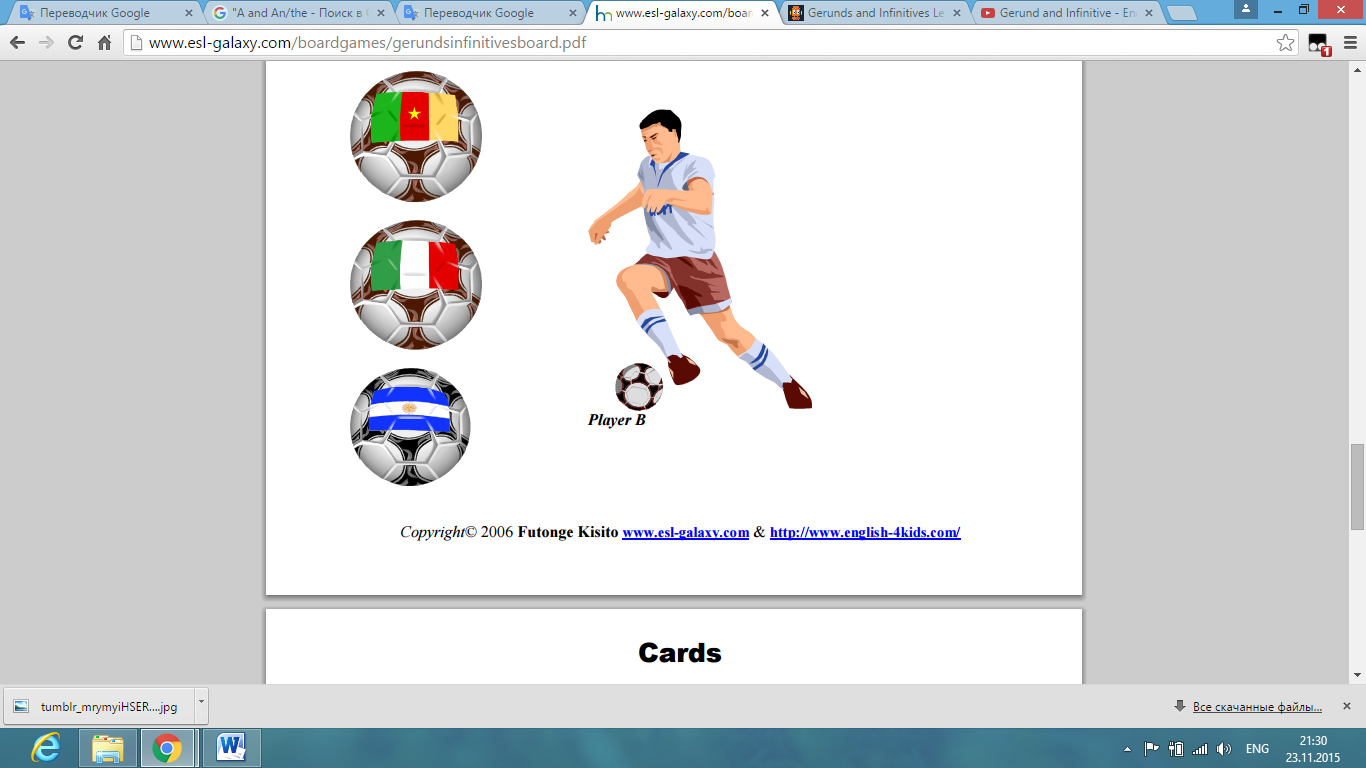 Переводчик Google
"A and An/the - Поиск в G
Переводчик Google
www.esl-galaxy.com/boar
Gerunds and Infinitives Le
Gerund and Infinitive - En
www.esl-galaxy.com/boardgames/gerundsinfinitivesboard.pdf
1
Player B
Copyright© 2006 Futonge Kisito www.esl-galaxy.com & http://www.english-4kids.com/
Cards
tumblr_mrymyiHSER....jpg
Все скачанные файлы...
ENG
21:30
23.11.2015